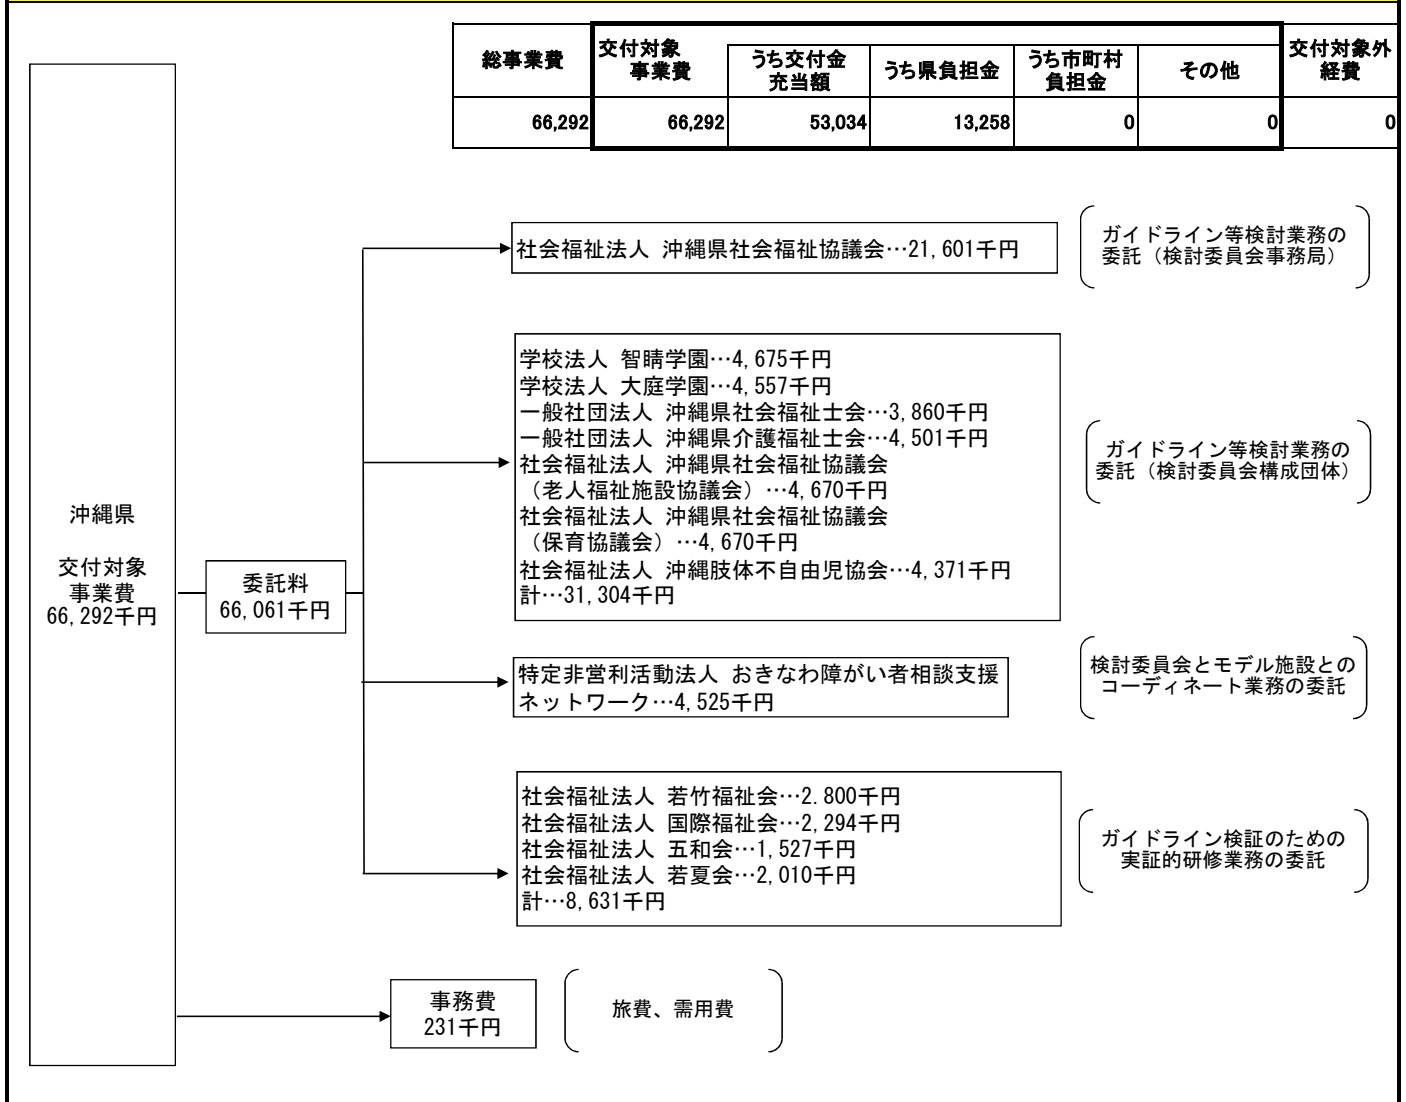 総事業費
交付対象
事業費
うち交付金
充当額
うち県負担金
うち市町村
負担金
その他
交付対象外
経費
66,292
66,292
53,034
13,258
0
0
0
社会福祉法人 沖縄県社会福祉協議会…21,601千円
ガイドライン等検討業務の
委託（検討委員会事務局）
学校法人 智晴学園…4,675千円
学校法人 大庭学園…4,557千円
一般社団法人 沖縄県社会福祉士会…3,860千円
一般社団法人 沖縄県介護福祉士会…4,501千円
社会福祉法人 沖縄県社会福祉協議会
（老人福祉施設協議会）…4,670千円
社会福祉法人 沖縄県社会福祉協議会
（保育協議会）…4,670千円
社会福祉法人 沖縄肢体不自由児協会…4,371千円
計…31,304千円
ガイドライン等検討業務の
委託（検討委員会構成団体）
沖縄県
交付対象
事業費
66,292千円
委託料
66,061千円
特定非営利活動法人 おきなわ障がい者相談支援
ネットワーク…4,525千円
検討委員会とモデル施設との
コーディネート業務の委託
社会福祉法人 若竹福祉会…2.800千円
社会福祉法人 国際福祉会…2,294千円
社会福祉法人 五和会…1,527千円
社会福祉法人 若夏会…2,010千円
計…8,631千円
ガイドライン検証のための
実証的研修業務の委託
事務費
231千円
旅費、需用費